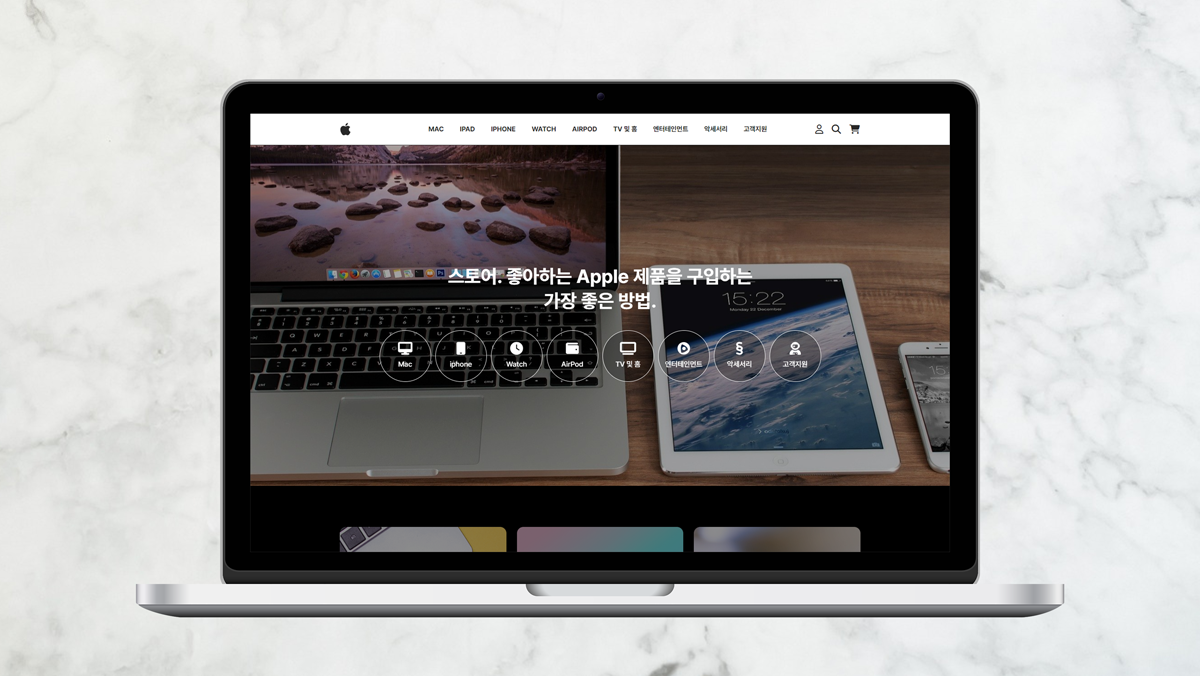 MAC IPAD IPHONE WATCH AIRPOD TV 및 홈 엔터테인먼트 악세서리 고객지원
스토어. 좋아하는 Apple 제품을 구입하는
가장 좋은 방법.
15:22
Monday 22 December
Mac iphone Watch AirPod TV 및 홈 엔터테인먼트 악세서리 고객지원